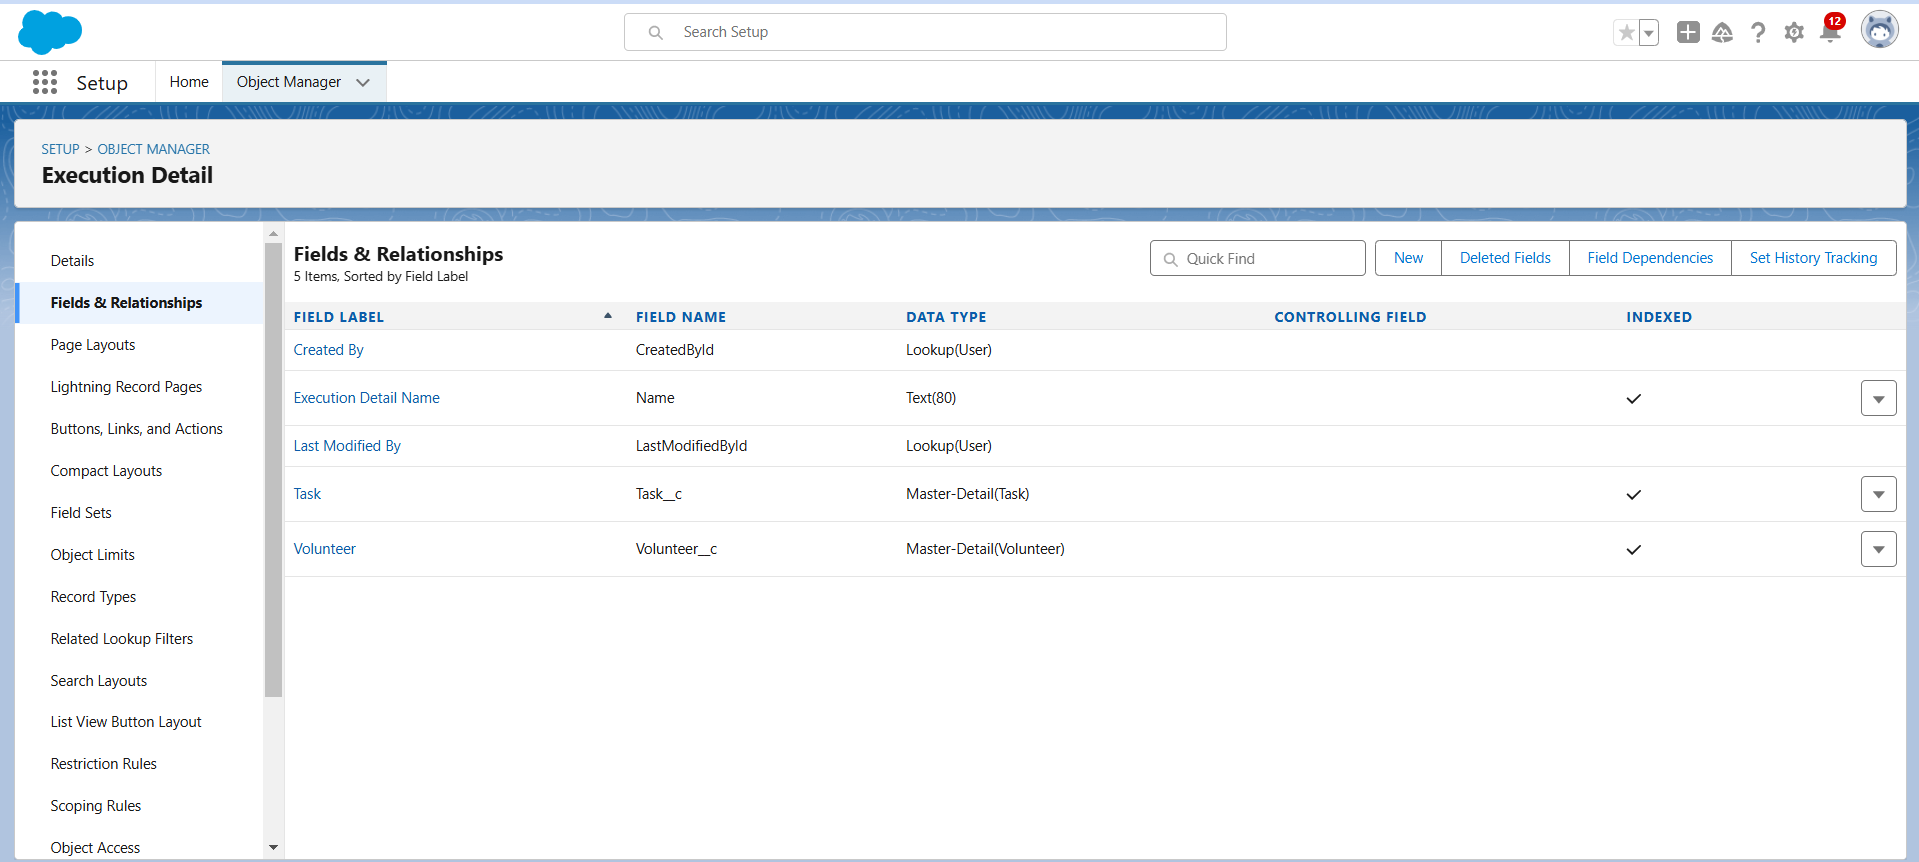 Search Setup
12
Setup
Home
Object Manager
SETUP > OBJECT MANAGER
Execution Detail
Details
Fields & Relationships
Page Layouts
Lightning Record Pages
Buttons, Links, and Actions
Compact Layouts
Field Sets
Object Limits
Record Types
Related Lookup Filters
Search Layouts
List View Button Layout
Restriction Rules
Scoping Rules
Object Access
Fields & Relationships
5 Items, Sorted by Field Label
Quick Find
New
Deleted Fields
Field Dependencies
Set History Tracking
FIELD LABEL FIELD NAME DATA TYPE CONTROLLING FIELD INDEXED
Created By CreatedById Lookup(User)
Execution Detail Name Name Text(80)
Last Modified By LastModifiedById Lookup(User)
Task Task__c Master-Detail(Task)
Volunteer Volunteer__c Master-Detail(Volunteer)